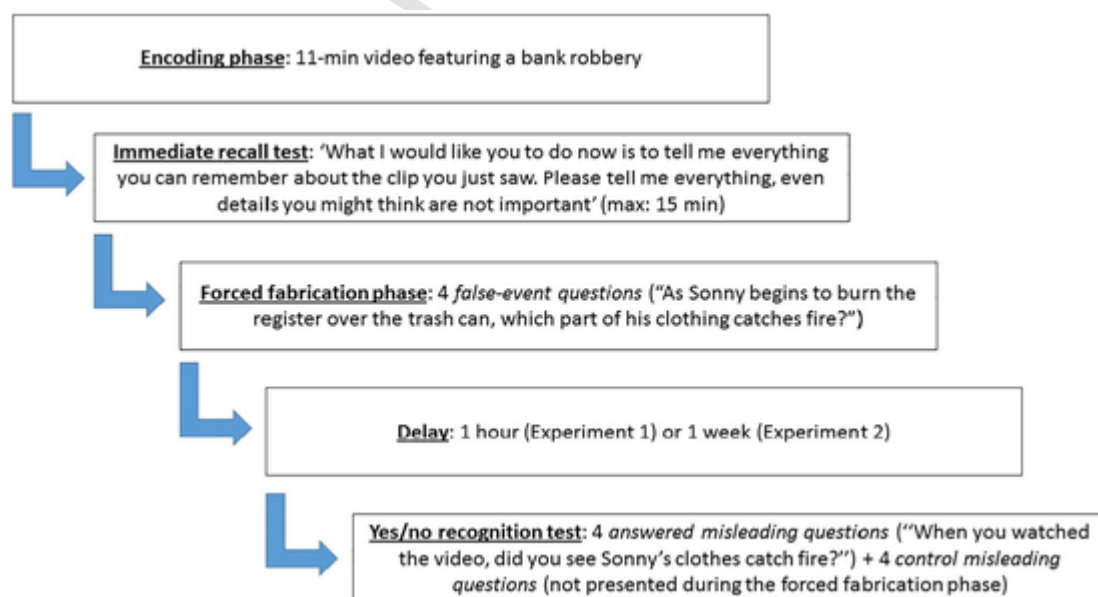 Encoding phase: 11-min video featuring a bank robbery
Immediate recall test: ‘What I would like you to do now is to tell me everything
you can remember about the clip you just saw. Please tell me everything, even
details you might think are not important’ (max: 15 min)
Forced fabrication phase: 4 false-event questions (“As Sonny begins to burn the
register over the trash can, which part of his clothing catches fire?”)
Delay: 1 hour (Experiment 1) or 1 week (Experiment 2)
Yes/no recognition test: 4 answered misleading questions (‘‘When you watched
the video, did you see Sonny’s clothes catch fire?’’) + 4 control misleading
questions (not presented during the forced fabrication phase)